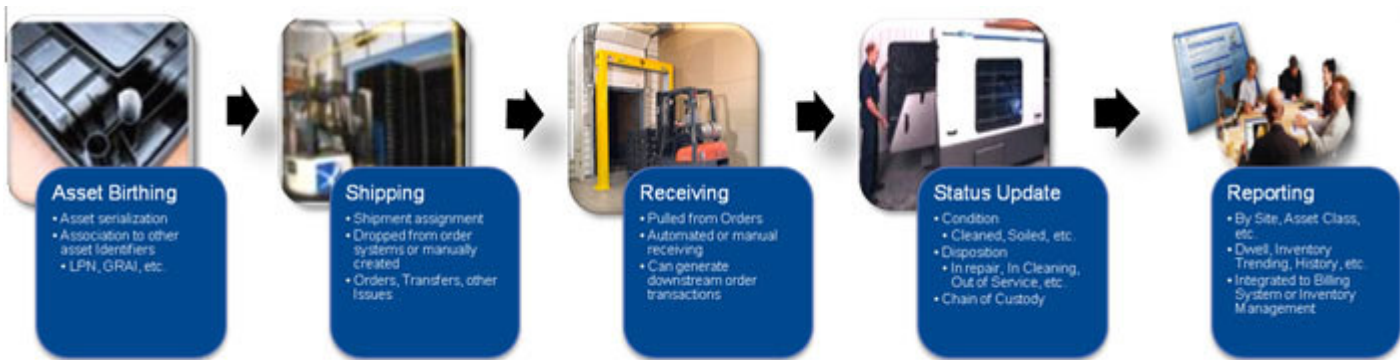 Asset Birthing
• Asset serialization
• Association to other
asset Identifiers
• LPN, GRAI, etc.
Shipping
• Shipment assignment
• Dropped from order
systems or manually
created
• Orders, Transfers, other
Issues
Receiving
• Pulled from Orders
• Automated or manual
receiving
• Can generate
downstream order
transactions
Status Update
• Condition
• Cleaned, Soiled, etc.
• Disposition
• In repair, In Cleaning,
Out of Service, etc.
• Chain of Custody
Reporting
• By Site, Asset Class,
etc.
• Dwell, Inventory
Trending, History, etc.
• Integrated to Billing
System or Inventory
Management